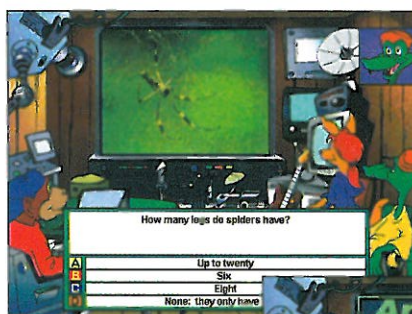 How many legs do spiders have?
A Up to twenty
B Six
C Eight
D None: they only have